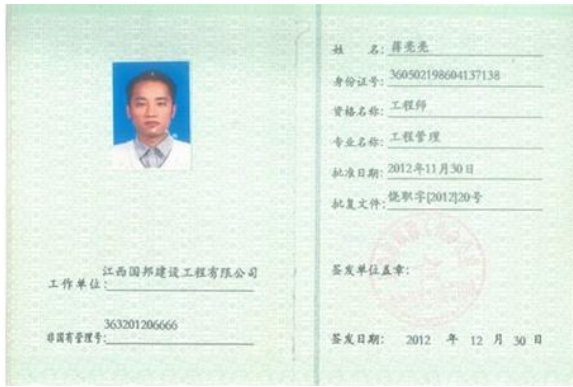 工作单位:江西国邦建设工程有限公司
非国有管理号:363201206666
姓 名:蒋亮亮
身份证号:360502198604137138
资格名称:工程师
专业名称:工程管理
批准日期:2012年11月30日
批复文件:饶职字[2012]20号
签发单位盖章:
签发日期: 2012 年 12 月 30 日